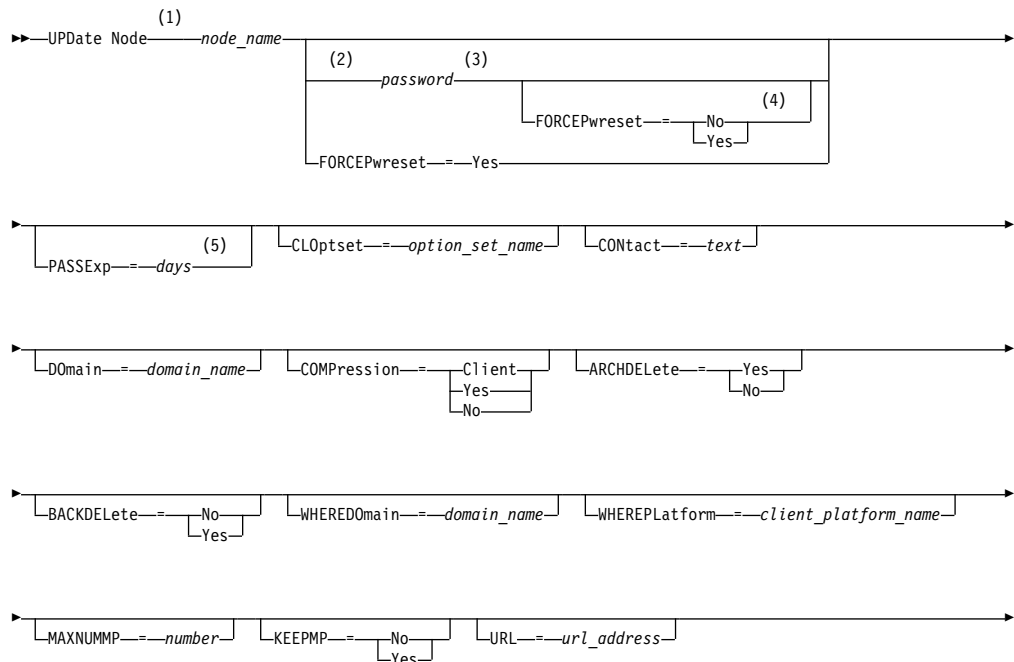 (1)
UPDate Node node_name
(2) (3)
password
(4)
FORCEPwreset = No
Yes
FORCEPwreset = Yes
(5)
PASSExp = days
CLOptset = option_set_name
CONtact = text
DOmain = domain_name
COMPression = Client
Yes
No
ARCHDELete = Yes
No
BACKDELete = No
Yes
WHEREDOmain = domain_name
WHEREPLatform = client_platform_name
MAXNUMMP = number
KEEPMP = No
Yes
URL = url_address